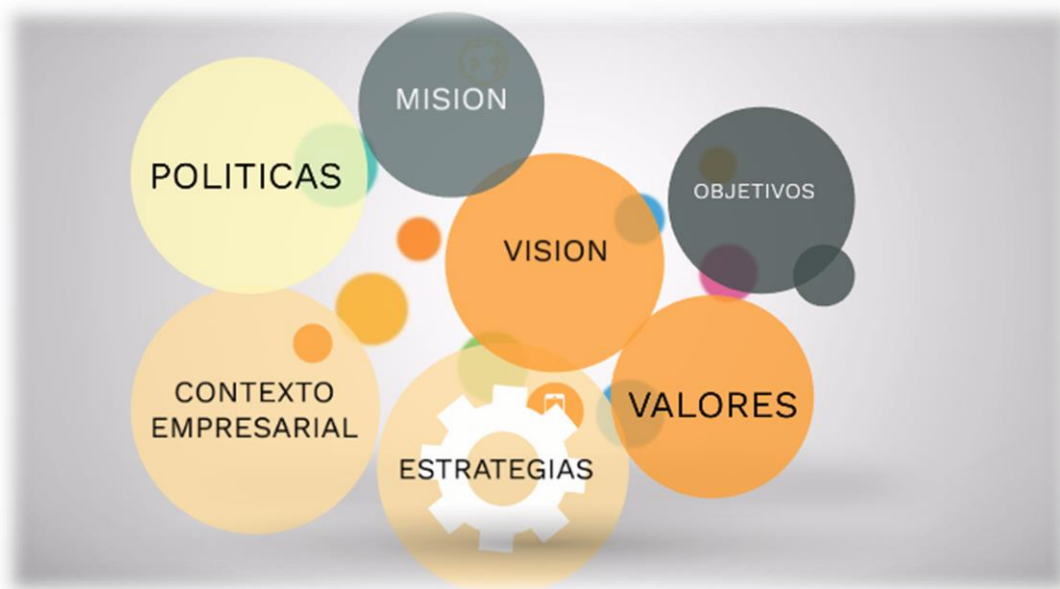 MISION
POLITICAS
OBJETIVOS
VISION
CONTEXTO
EMPRESARIAL
VALORES
ESTRATEGIAS